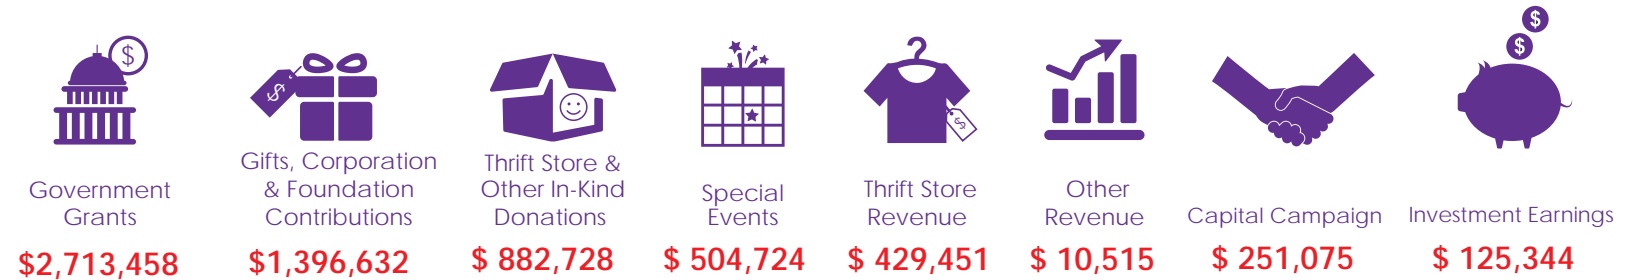 Government
Grants
$2,713,458
Gifts, Corporation
& Foundation
Contributions
$1,396,632
Thrift Store &
Other In-Kind
Donations
$ 882,728
Special
Events
$ 504,724
Thrift Store
Revenue
$ 429,451
Other
Revenue
$ 10,515
Capital Campaign
$ 251,075
Investment Earnings
$ 125,344